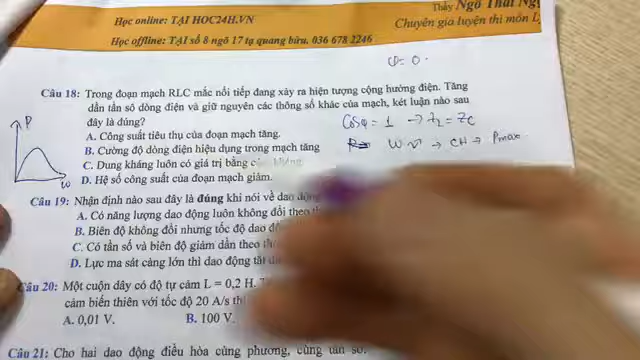 Học online: TẠI HOC24H.VN
Học offline: TẠI số 8 ngõ 17 tạ quang bửu. 036 678 2246
Thầy Ngô Thái Ng
Chuyên gia luyện thi môn L
φ = 0
Câu 18: Trong đoạn mạch RLC mắc nối tiếp đang xảy ra hiện tượng cộng hưởng điện. Tăng
dần tần số dòng điện và giữ nguyên các thông số khác của mạch, kết luận nào sau
đây là đúng?
A. Công suất tiêu thụ của đoạn mạch tăng.
B. Cường độ dòng điện hiệu dụng trong mạch tăng
C. Dung kháng luôn có giá trị bằng
D. Hệ số công suất của đoạn mạch giảm.
P
W
Cosφ = 1 → ZL = ZC
→ CH → Pmax
Câu 19: Nhận định nào sau đây là đúng khi nói về dao động
A. Có năng lượng dao động luôn không đổi theo
B. Biên độ không đổi nhưng tốc độ dao
C. Có tần số và biên độ giảm dần theo
D. Lực ma sát càng lớn thì dao động tắt
Câu 20: Một cuộn dây có độ tự cảm L = 0,2 H.
cảm biến thiên với tốc độ 20 A/s
A. 0,01 V.
B. 100 V.
Câu 21: Cho hai dao động điều hòa cùng phương, cùng tần số.